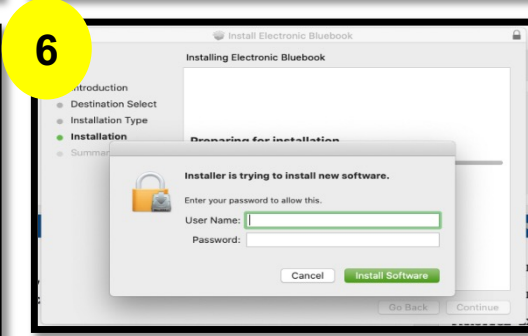 6
Install Electronic Bluebook
Installing Electronic Bluebook
Introduction
Destination Select
Installation Type
Installation
Preparing for installation
Installer is trying to install new software.
Enter your password to allow this.
User Name:
Password:
Cancel
Install Software
Go Back
Continue